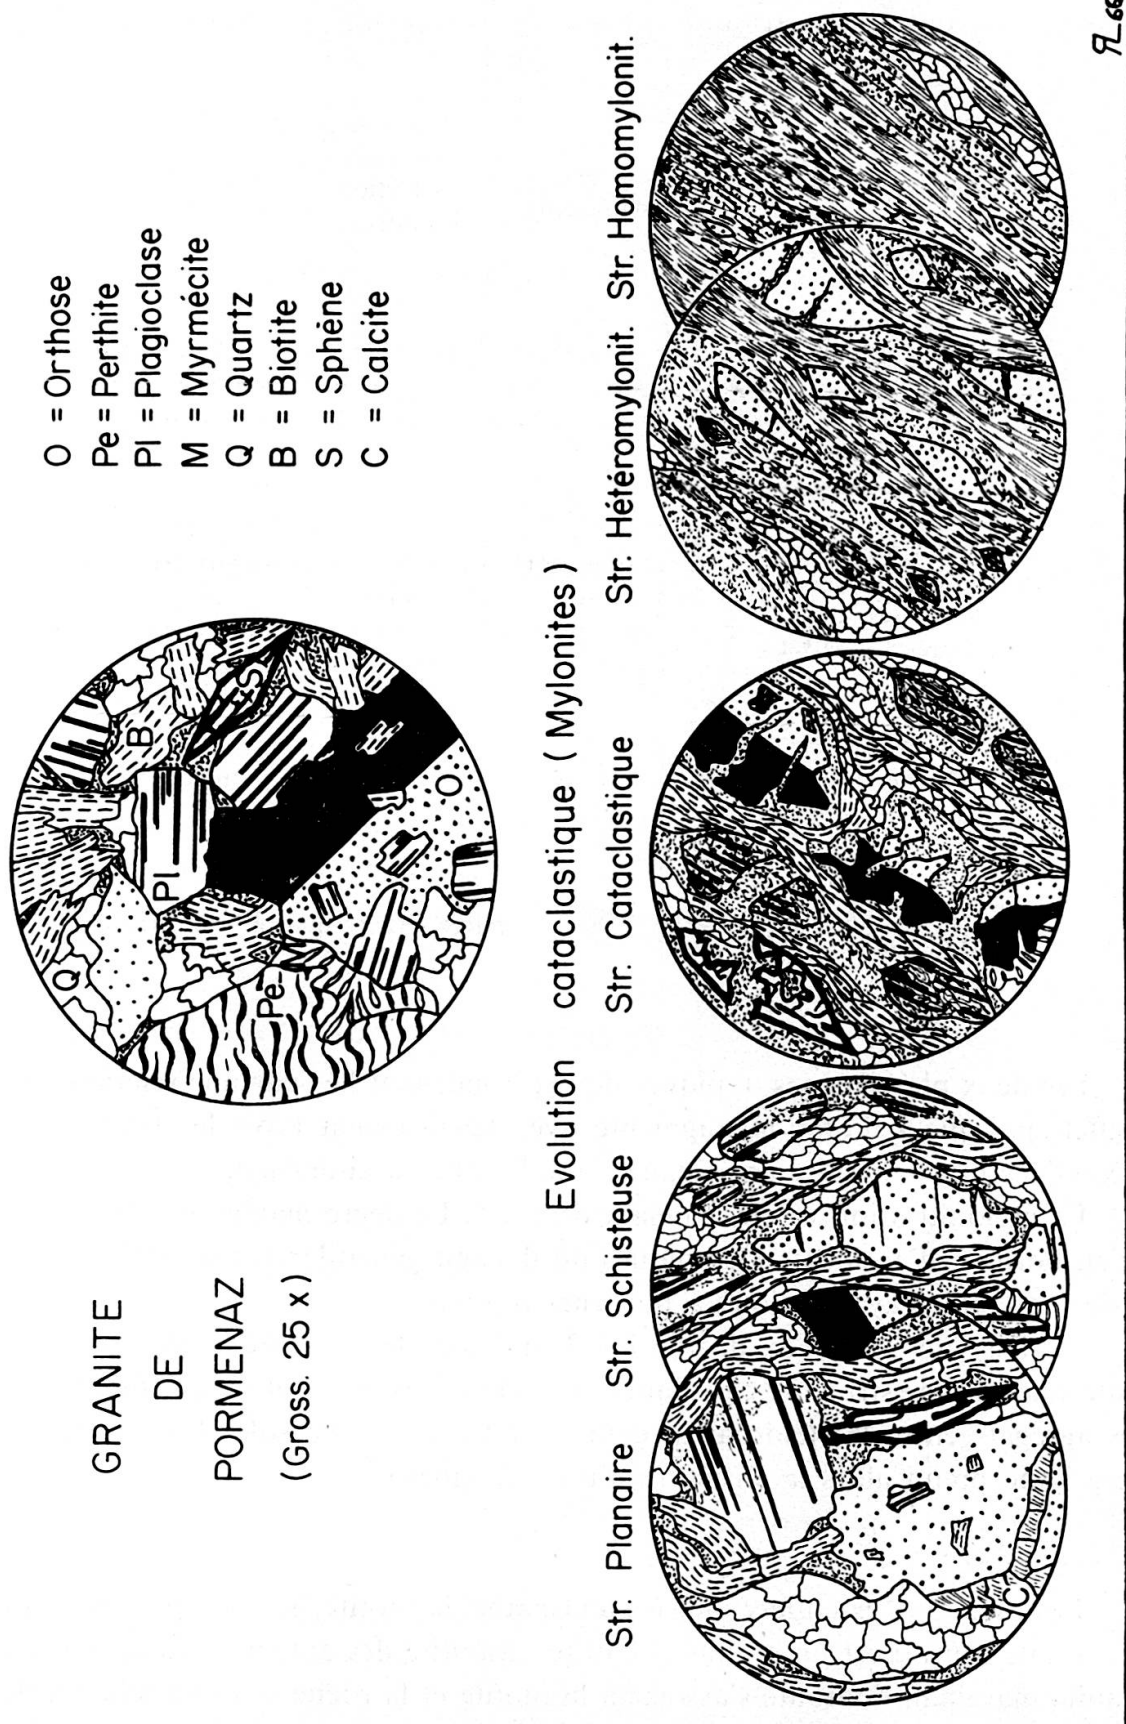 GRANITE
DE
PORMENAZ
(Gross. 25 x)
Q
Pl
B
S
Pe
O
O = Orthose
Pe = Perthite
Pl = Plagioclase
M = Myrmécite
Q = Quartz
B = Biotite
S = Sphène
C = Calcite
Evolution cataclastique (Mylonites)
Str. Planaire
Str. Schisteuse
Str. Cataclastique
Str. Hétéromylonit.
Str. Homomylonit.
C